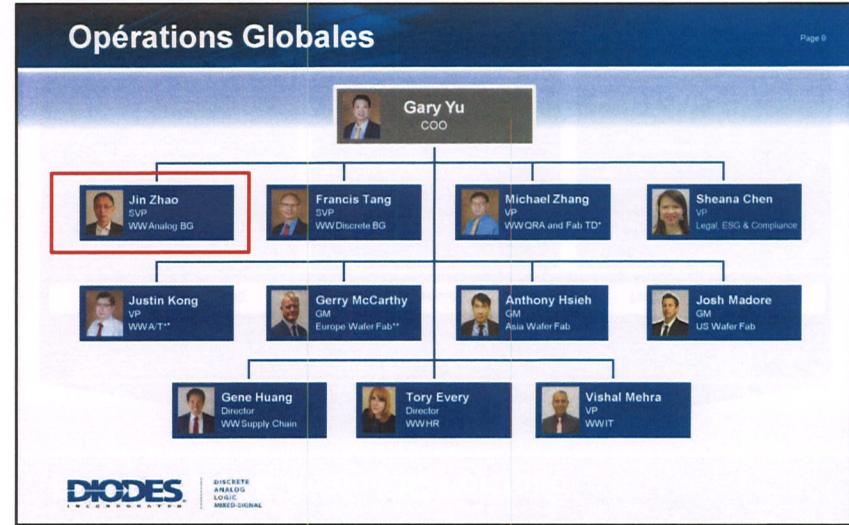 Opérations Globales
Page 9
Gary Yu
COO
Jin Zhao
SVP
WW Analog BG
Francis Tang
SVP
WW Discrete BG
Michael Zhang
VP
WW QRA and Fab TD*
Sheana Chen
VP
Legal, ESG & Compliance
Justin Kong
VP
WW A/T**
Gerry McCarthy
GM
Europe Wafer Fab**
Anthony Hsieh
GM
Asia Wafer Fab
Josh Madore
GM
US Wafer Fab
Gene Huang
Director
WW Supply Chain
Tory Every
Director
WW HR
Vishal Mehra
VP
WW IT
DIODES
INCORPORATED
DISCRETE
ANALOG
LOGIC
MIXED-SIGNAL